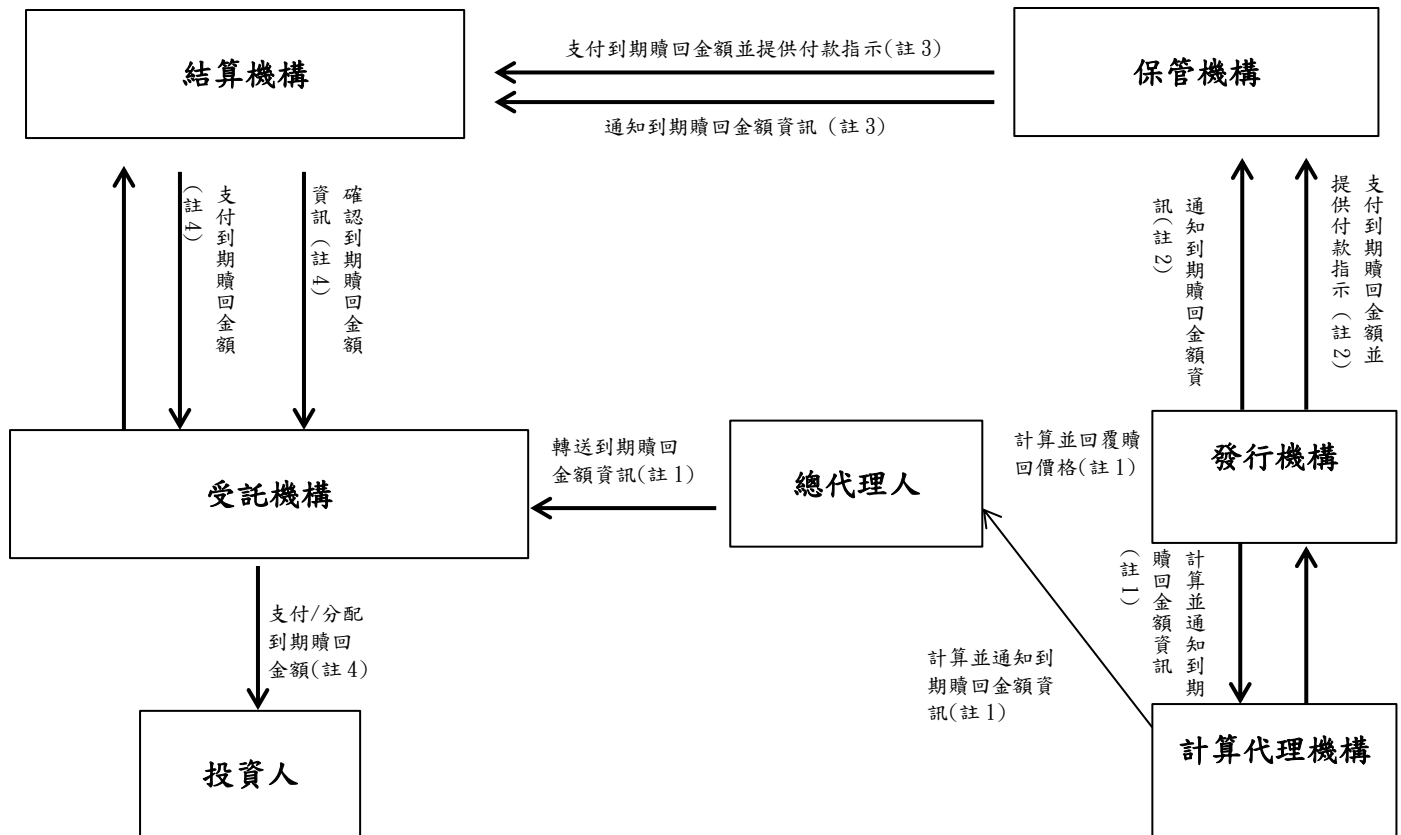 結算機構
支付到期贖回金額並提供付款指示(註 3)
通知到期贖回金額資訊 (註 3)
保管機構
支付到期贖回金額
(註 4)
確認到期贖回金額
資訊 (註 4)
通知到期贖回金額資
訊(註 2)
支付到期贖回金額並
提供付款指示 (註 2)
受託機構
轉送到期贖回
金額資訊(註 1)
總代理人
計算並回覆贖
回價格(註 1)
發行機構
計算並通知到期
贖回金額資訊
(註 1)
支付/分配
到期贖回
金額(註 4)
計算並通知到
期贖回金額資
訊(註 1)
投資人
計算代理機構